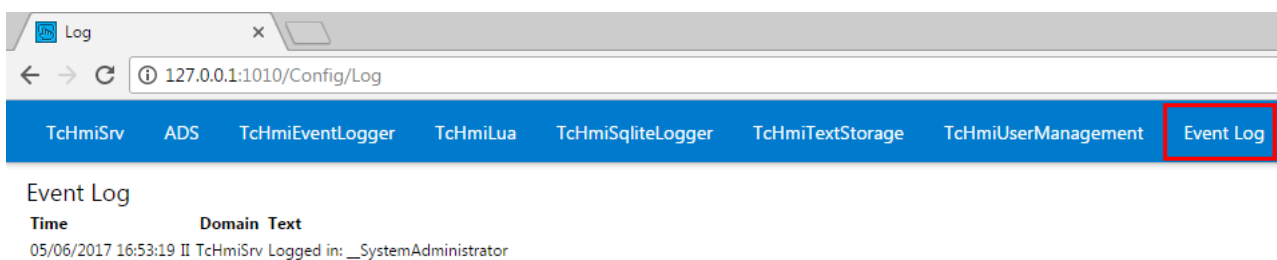 Log
127.0.0.1:1010/Config/Log
TcHmiSrv ADS TcHmiEventLogger TcHmiLua TcHmiSqliteLogger TcHmiTextStorage TcHmiUserManagement Event Log
Event Log
Time Domain Text
05/06/2017 16:53:19 II TcHmiSrv Logged in: __SystemAdministrator